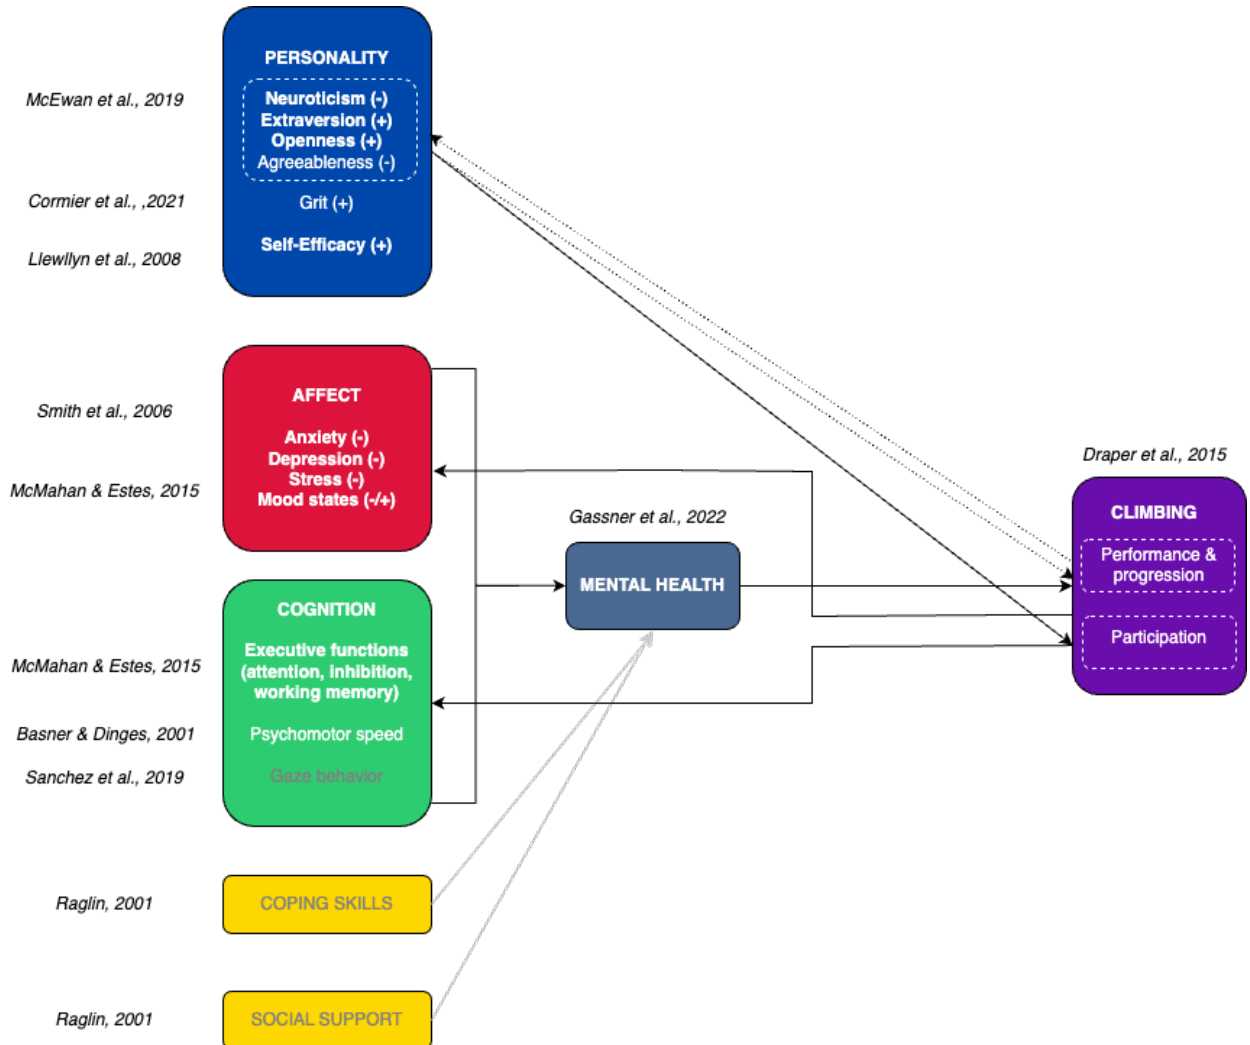 PERSONALITY
McEwan et al., 2019
Neuroticism (-)
Extraversion (+)
Openness (+)
Agreeableness (-)
Cormier et al., ,2021
Grit (+)
Self-Efficacy (+)
Llewllyn et al., 2008
AFFECT
Smith et al., 2006
Anxiety (-)
Depression (-)
Stress (-)
Mood states (-/+)
McMahan & Estes, 2015
COGNITION
Executive functions
(attention, inhibition,
working memory)
McMahan & Estes, 2015
Psychomotor speed
Basner & Dinges, 2001
Gaze behavior
Sanchez et al., 2019
Raglin, 2001
COPING SKILLS
Raglin, 2001
SOCIAL SUPPORT
Gassner et al., 2022
MENTAL HEALTH
Draper et al., 2015
CLIMBING
Performance &
progression
Participation